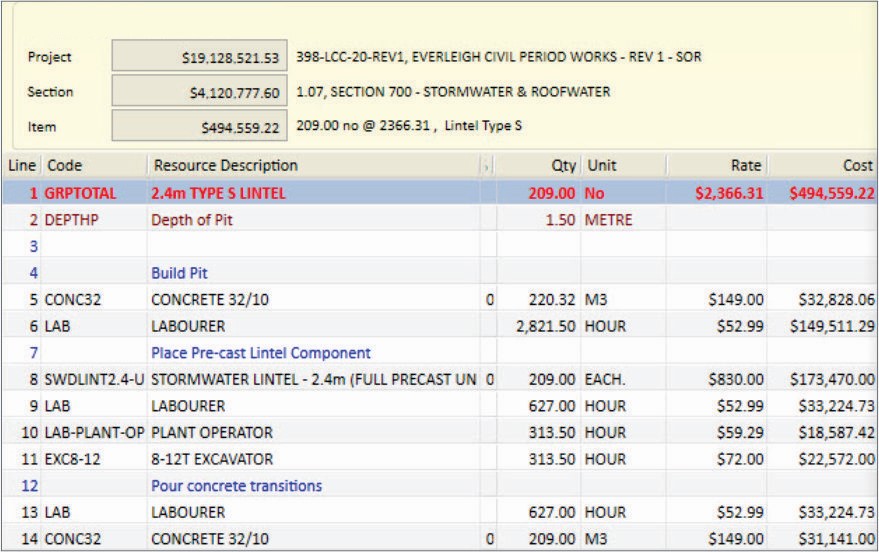 Project $19,128.521.53 398-LCC-20-REV1, EVERLEIGH CIVIL PERIOD WORKS - REV 1 - SOR
Section $4,120.777.60 1.07, SECTION 700 - STORMWATER & ROOFWATER
Item $494,559.22 209.00 no @ 2366.31 , Lintel Type S
Line Code Resource Description Qty Unit Rate Cost
1 GRPTOTAL 2.4m TYPE S LINTEL 209.00 No $2,366.31 $494,559.22
2 DEPTHP Depth of Pit 1.50 METRE
3
4 Build Pit
5 CONC32 CONCRETE 32/10 0 220.32 M3 $149.00 $32,828.06
6 LAB LABOURER 2,821.50 HOUR $52.99 $149,511.29
7 Place Pre-cast Lintel Component
8 SWDLINT2.4-U STORMWATER LINTEL - 2.4m (FULL PRECAST UN 0 209.00 EACH. $830.00 $173,470.00
9 LAB LABOURER 627.00 HOUR $52.99 $33,224.73
10 LAB-PLANT-OP PLANT OPERATOR 313.50 HOUR $59.29 $18,587.42
11 EXC8-12 8-12T EXCAVATOR 313.50 HOUR $72.00 $22,572.00
12 Pour concrete transitions
13 LAB LABOURER 627.00 HOUR $52.99 $33,224.73
14 CONC32 CONCRETE 32/10 0 209.00 M3 $149.00 $31,141.00